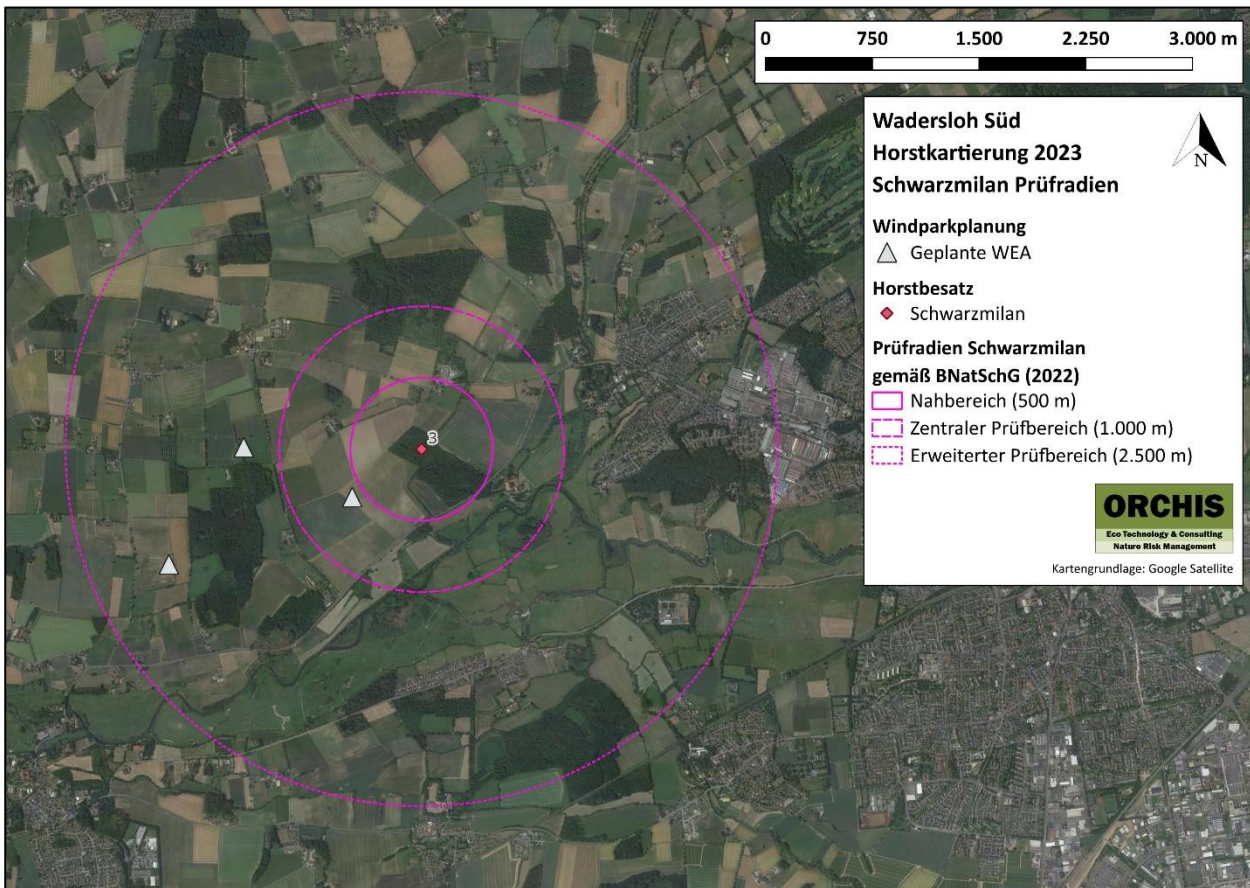 0 750 1.500 2.250 3.000 m
Wadersloh Süd
Horstkartierung 2023
Schwarzmilan Prüfradien
N
Windparkplanung
Geplante WEA
Horstbesatz
Schwarzmilan
Prüfradien Schwarzmilan
gemäß BNatSchG (2022)
Nahbereich (500 m)
Zentraler Prüfbereich (1.000 m)
Erweiterter Prüfbereich (2.500 m)
ORCHIS
Eco Technology & Consulting
Nature Risk Management
Kartengrundlage: Google Satellite
3